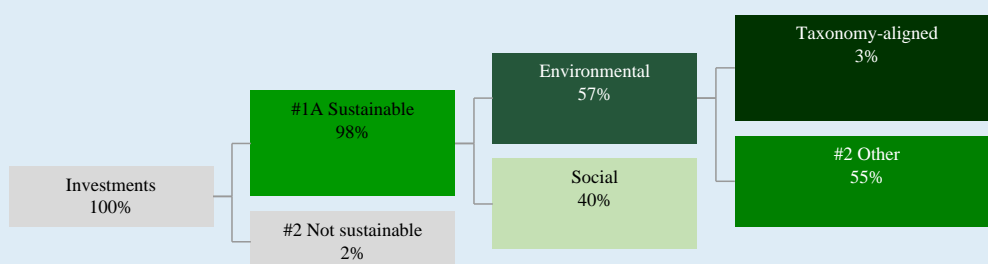 Investments
100%
#1A Sustainable
98%
#2 Not sustainable
2%
Environmental
57%
Social
40%
Taxonomy-aligned
3%
#2 Other
55%